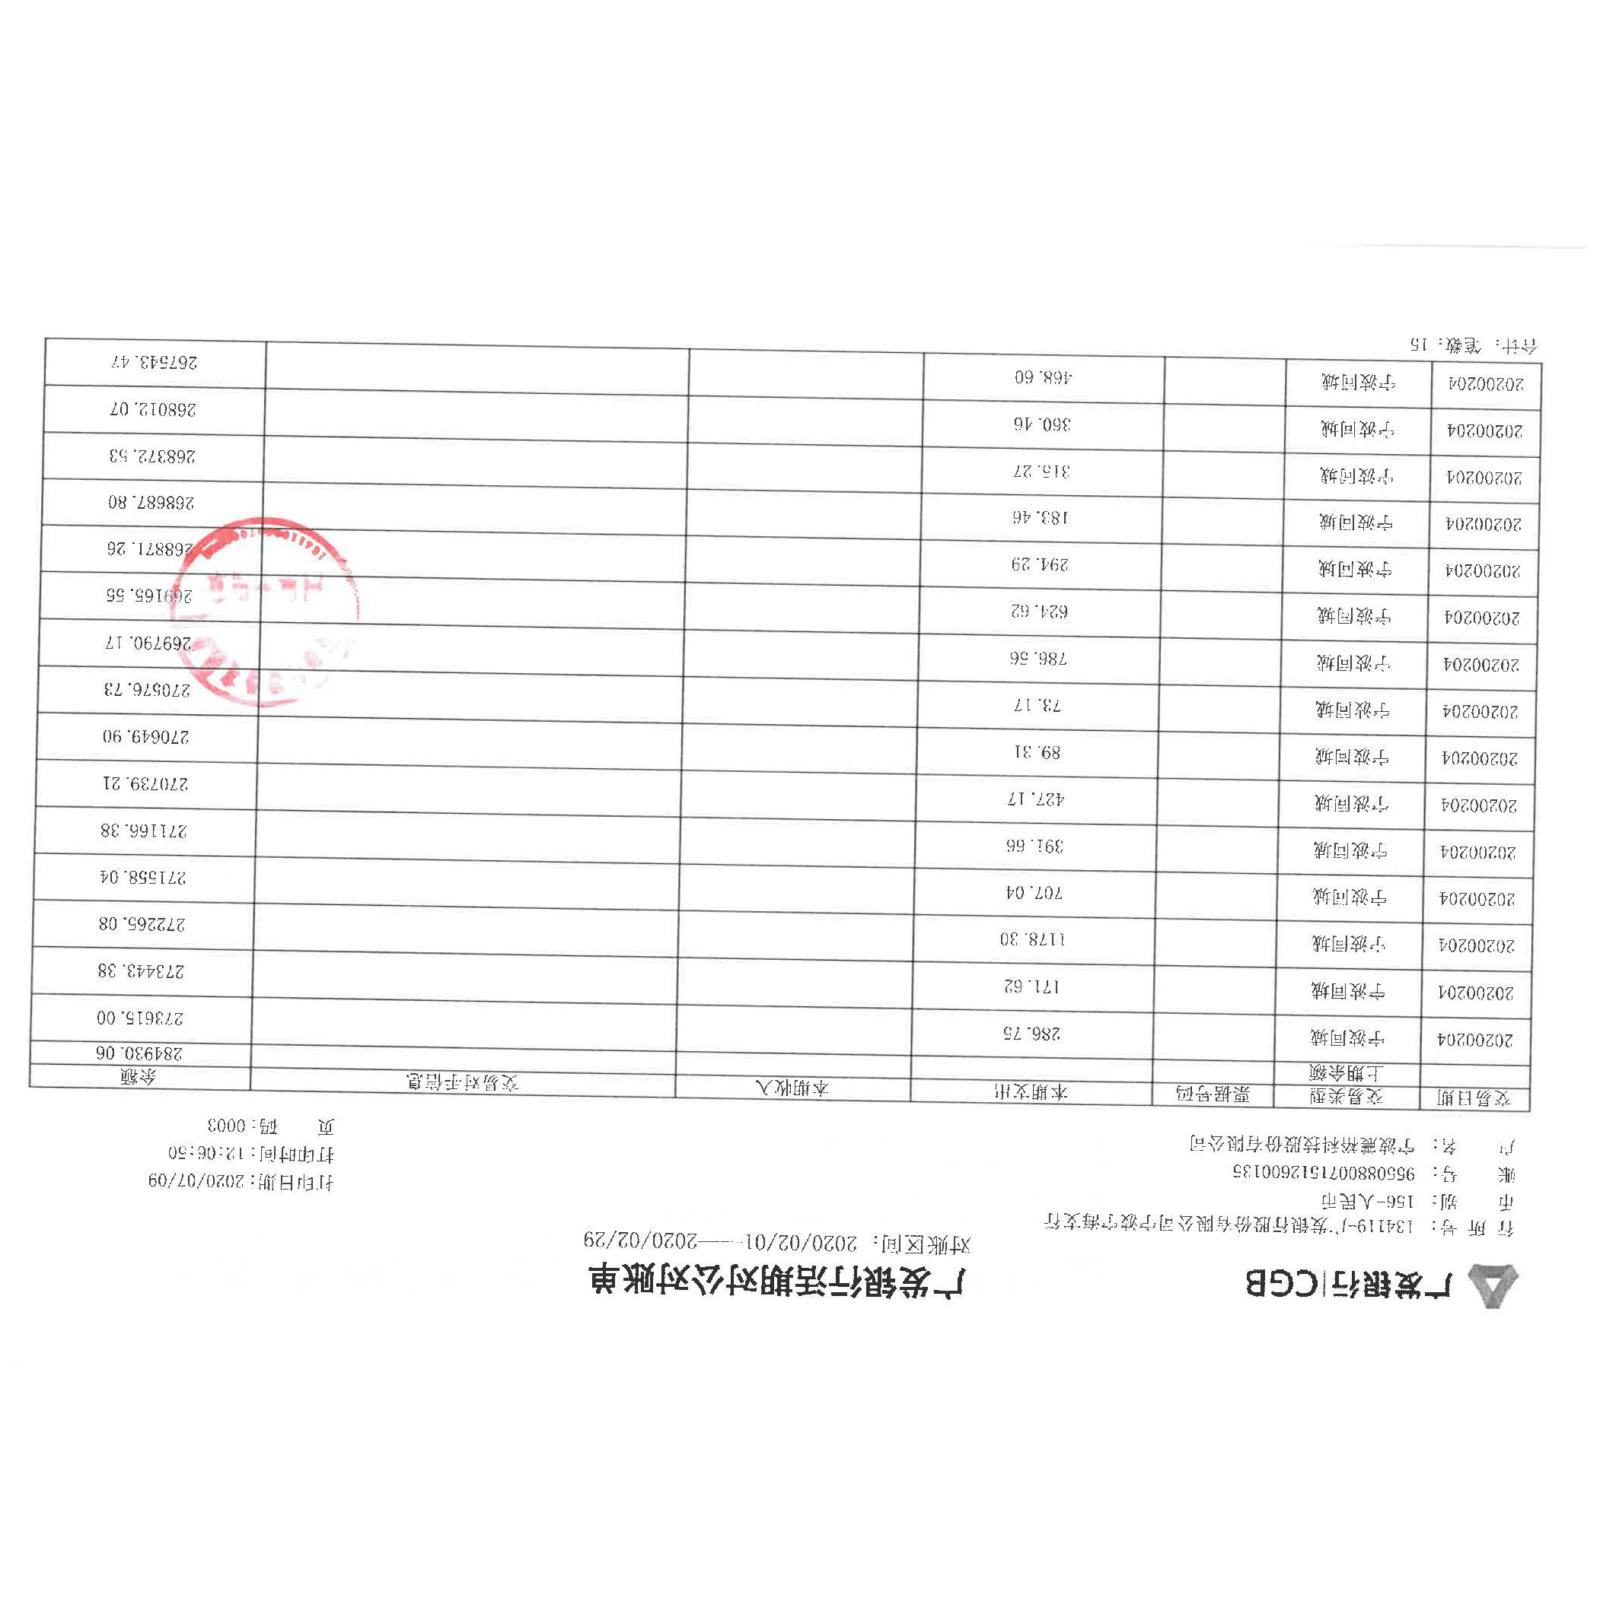 广发银行|CGB
广发银行活期对公对账单
对账区间：2020/02/01-----2020/02/29
行 所 号：134119-广发银行股份有限公司宁波宁海支行
币 别：156-人民币
账 号：9550880071512600135
户 名：宁波震裕科技股份有限公司
打印日期：2020/07/09
打印时间：12:06:50
页 码：0003
交易日期 交易类型 票据号码 本期支出 本期收入 交易对手信息 余额
上期余额 284930.06
20200204 宁波同城 286.75 273615.00
20200204 宁波同城 171.62 273443.38
20200204 宁波同城 1178.30 272265.08
20200204 宁波同城 707.04 271558.04
20200204 宁波同城 391.66 271166.38
20200204 宁波同城 427.17 270739.21
20200204 宁波同城 89.31 270649.90
20200204 宁波同城 73.17 270576.73
20200204 宁波同城 786.56 269790.17
20200204 宁波同城 624.62 269165.55
20200204 宁波同城 294.29 268871.26
20200204 宁波同城 183.46 268687.80
20200204 宁波同城 315.27 268372.53
20200204 宁波同城 360.46 268012.07
20200204 宁波同城 468.60 267543.47
合计：笔数：15